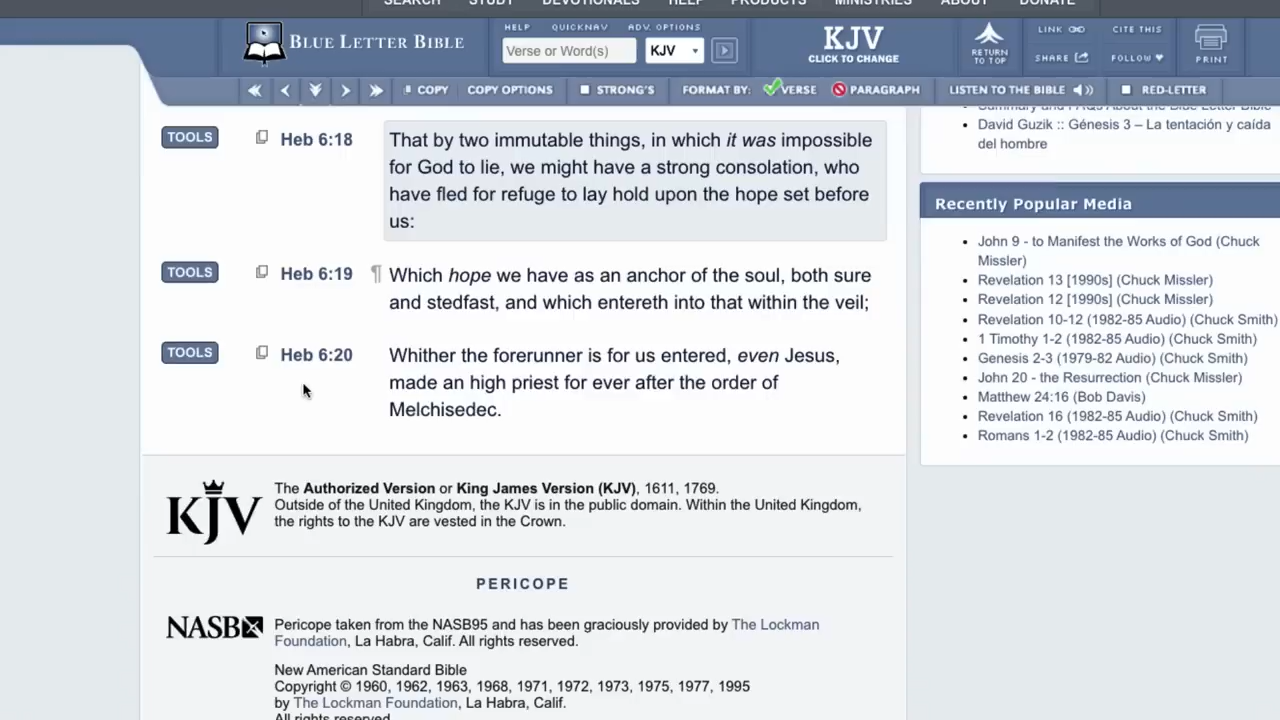 SEARCH STUDY DEVOTIONALS HELP PRODUCTS MINISTRIES ABOUT DONATE
HELP QUICKNAV ADV. OPTIONS
BLUE LETTER BIBLE
Verse or Word(s) KJV
KJV
CLICK TO CHANGE
RETURN
TO TOP
LINK CITE THIS
SHARE FOLLOW
PRINT
COPY COPY OPTIONS STRONG'S FORMAT BY: VERSE PARAGRAPH LISTEN TO THE BIBLE RED-LETTER
TOOLS Heb 6:18 That by two immutable things, in which it was impossible
for God to lie, we might have a strong consolation, who
have fled for refuge to lay hold upon the hope set before
us:
TOOLS Heb 6:19 ¶ Which hope we have as an anchor of the soul, both sure
and stedfast, and which entereth into that within the veil;
TOOLS Heb 6:20 Whither the forerunner is for us entered, even Jesus,
made an high priest for ever after the order of
Melchisedec.
KJV
The Authorized Version or King James Version (KJV), 1611, 1769.
Outside of the United Kingdom, the KJV is in the public domain. Within the United Kingdom,
the rights to the KJV are vested in the Crown.
PERICOPE
NASB
Pericope taken from the NASB95 and has been graciously provided by The Lockman
Foundation, La Habra, Calif. All rights reserved.
New American Standard Bible
Copyright © 1960, 1962, 1963, 1968, 1971, 1972, 1973, 1975, 1977, 1995
by The Lockman Foundation, La Habra, Calif.
All rights reserved
Summary and FAQs About the Blue Letter Bible
David Guzik :: Génesis 3 – La tentación y caída
del hombre
Recently Popular Media
John 9 - to Manifest the Works of God (Chuck
Missler)
Revelation 13 [1990s] (Chuck Missler)
Revelation 12 [1990s] (Chuck Missler)
Revelation 10-12 (1982-85 Audio) (Chuck Smith)
1 Timothy 1-2 (1982-85 Audio) (Chuck Smith)
Genesis 2-3 (1979-82 Audio) (Chuck Smith)
John 20 - the Resurrection (Chuck Missler)
Matthew 24:16 (Bob Davis)
Revelation 16 (1982-85 Audio) (Chuck Smith)
Romans 1-2 (1982-85 Audio) (Chuck Smith)